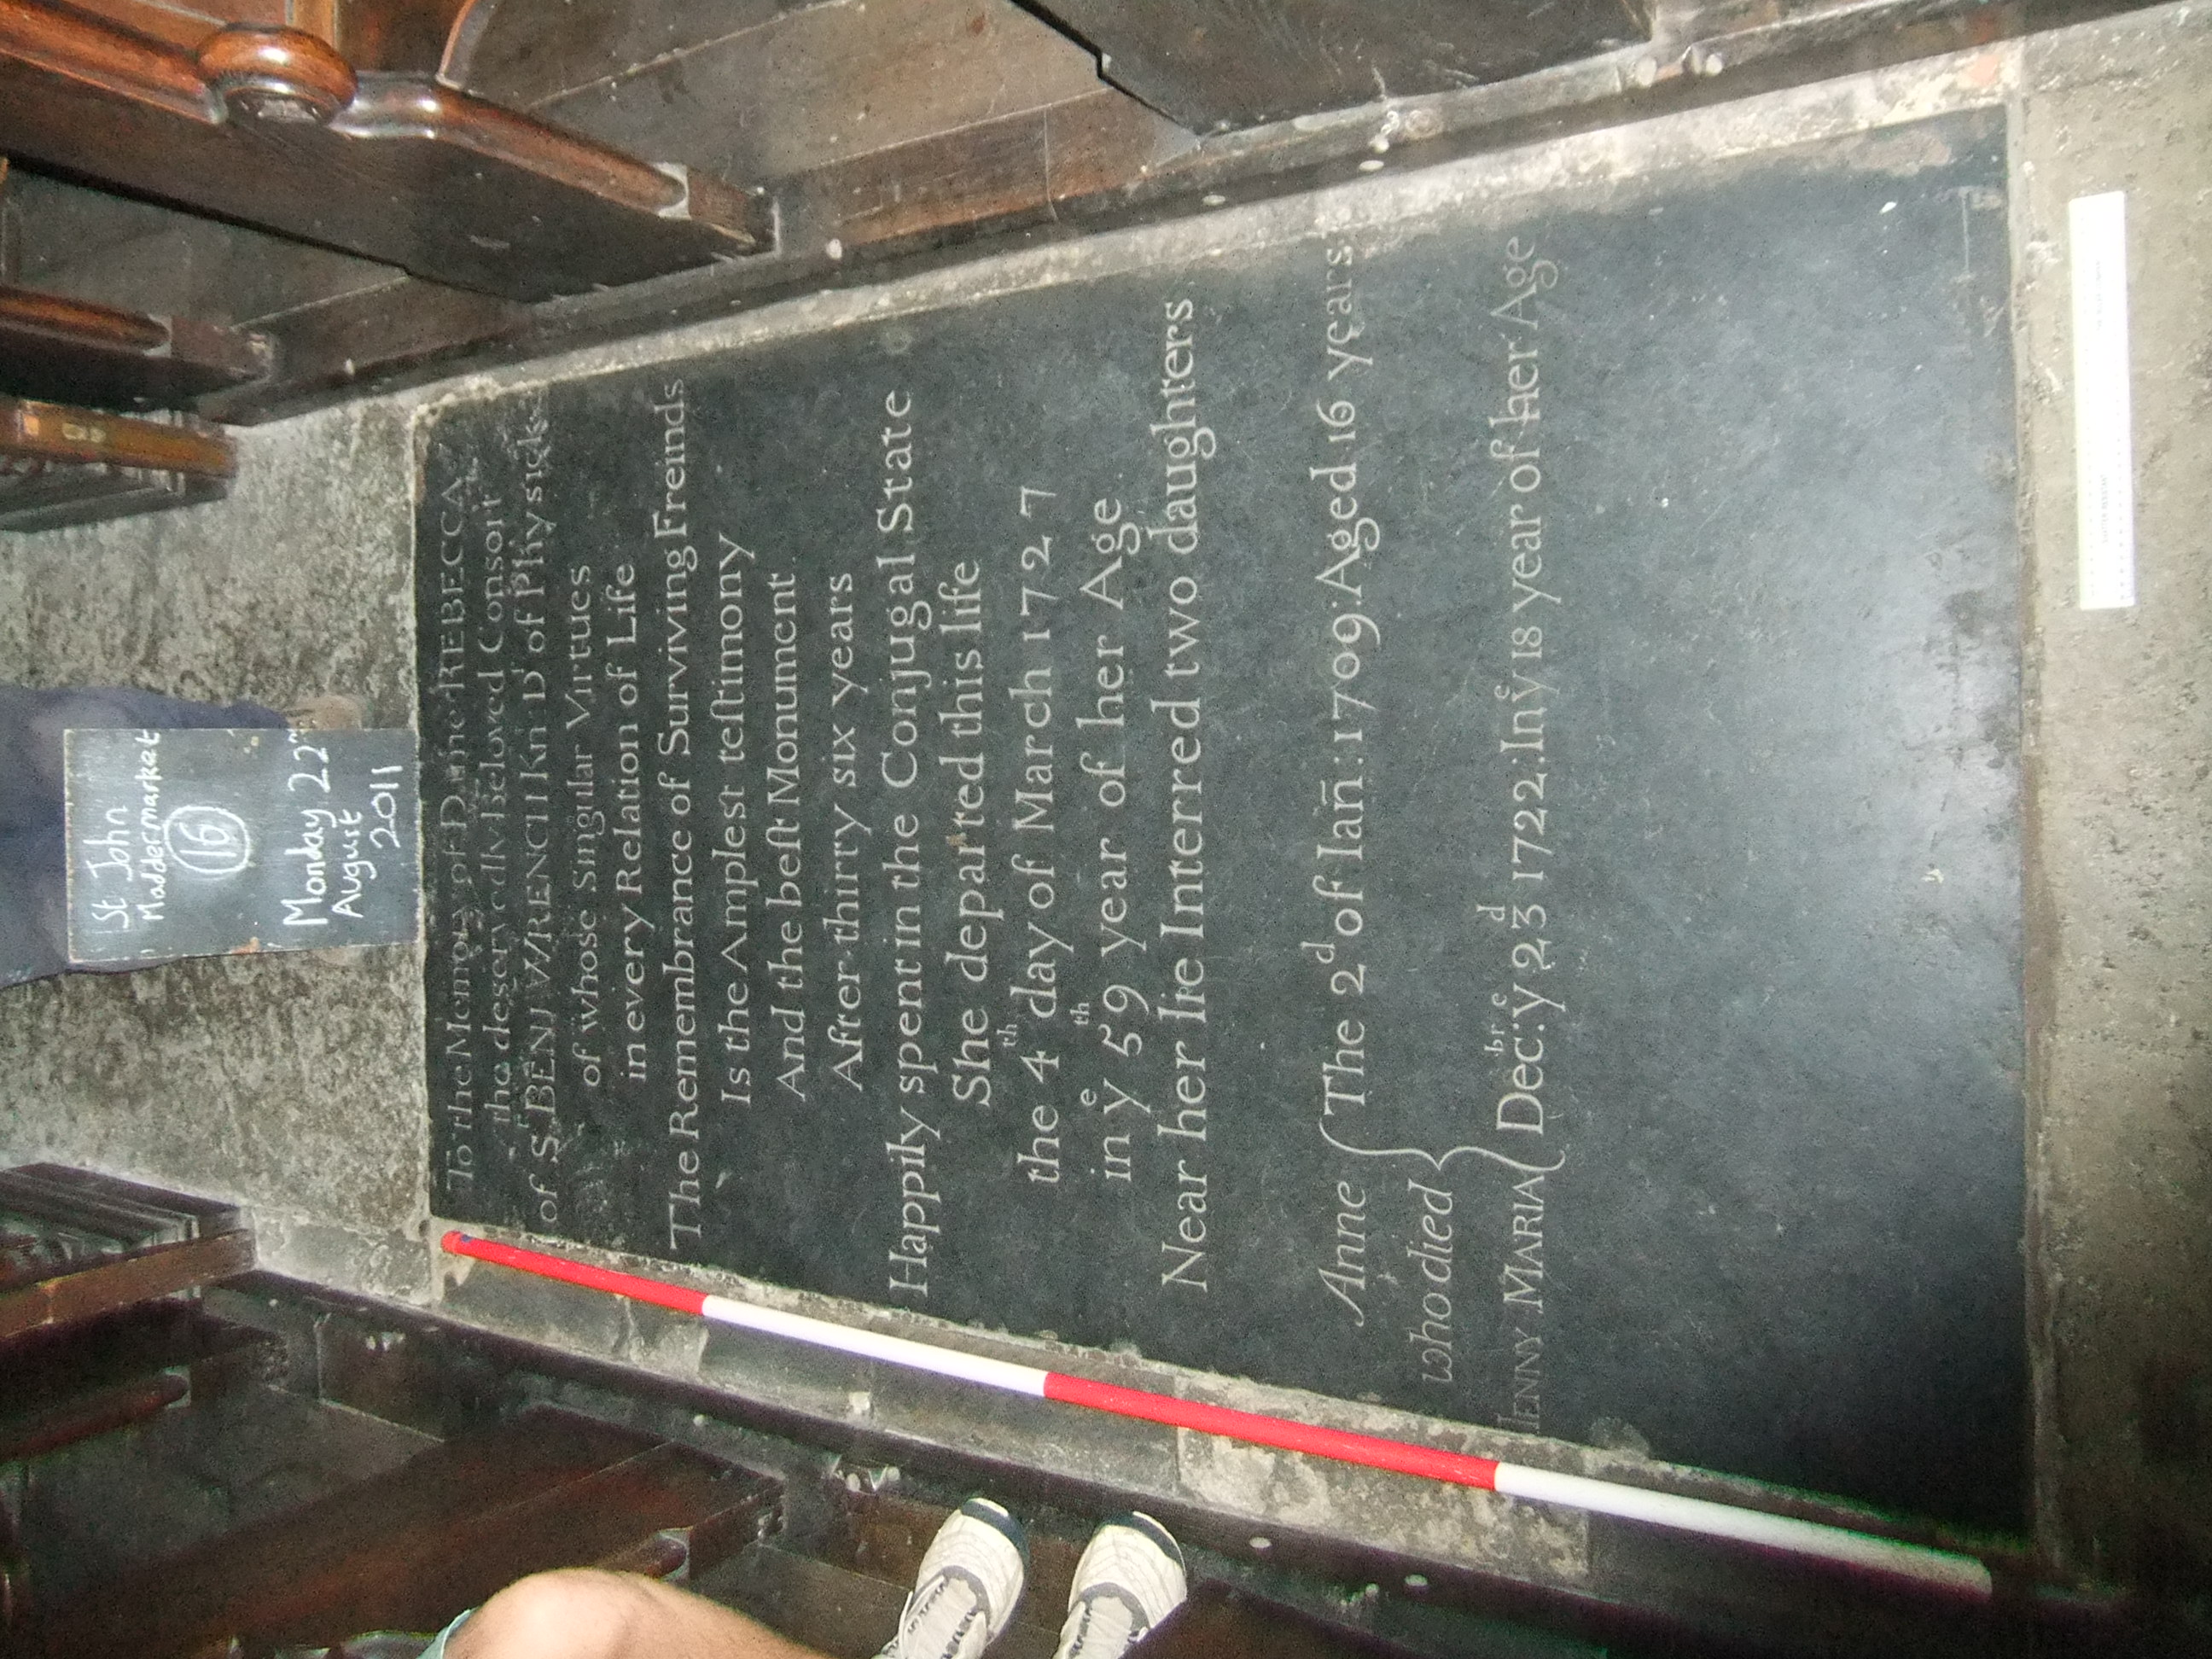 St John
Maddermarket
16
Monday 22nd
August
2011
To the Memory of Dame REBECCA
the deservedly Beloved Consort
of Sr. BENJ WRENCH Kn Dr of Physick
of whose Singular Virtues
in every Relation of Life
The Remembrance of Surviving Frends
Is the Amplest teſtimony
And the beſt Monument
After thirry six years
Happily spent in the Conjugal State
She departed this life
the 4th day of March 1727
in ye 59th year of her Age
Near her lie Interred two daughters
Anne { The 2d of Ian̄: 1709: Aged 16 years
who died
IENNY MARIA { Decbr: ye 23d 1722. In ye 18 year of her Age